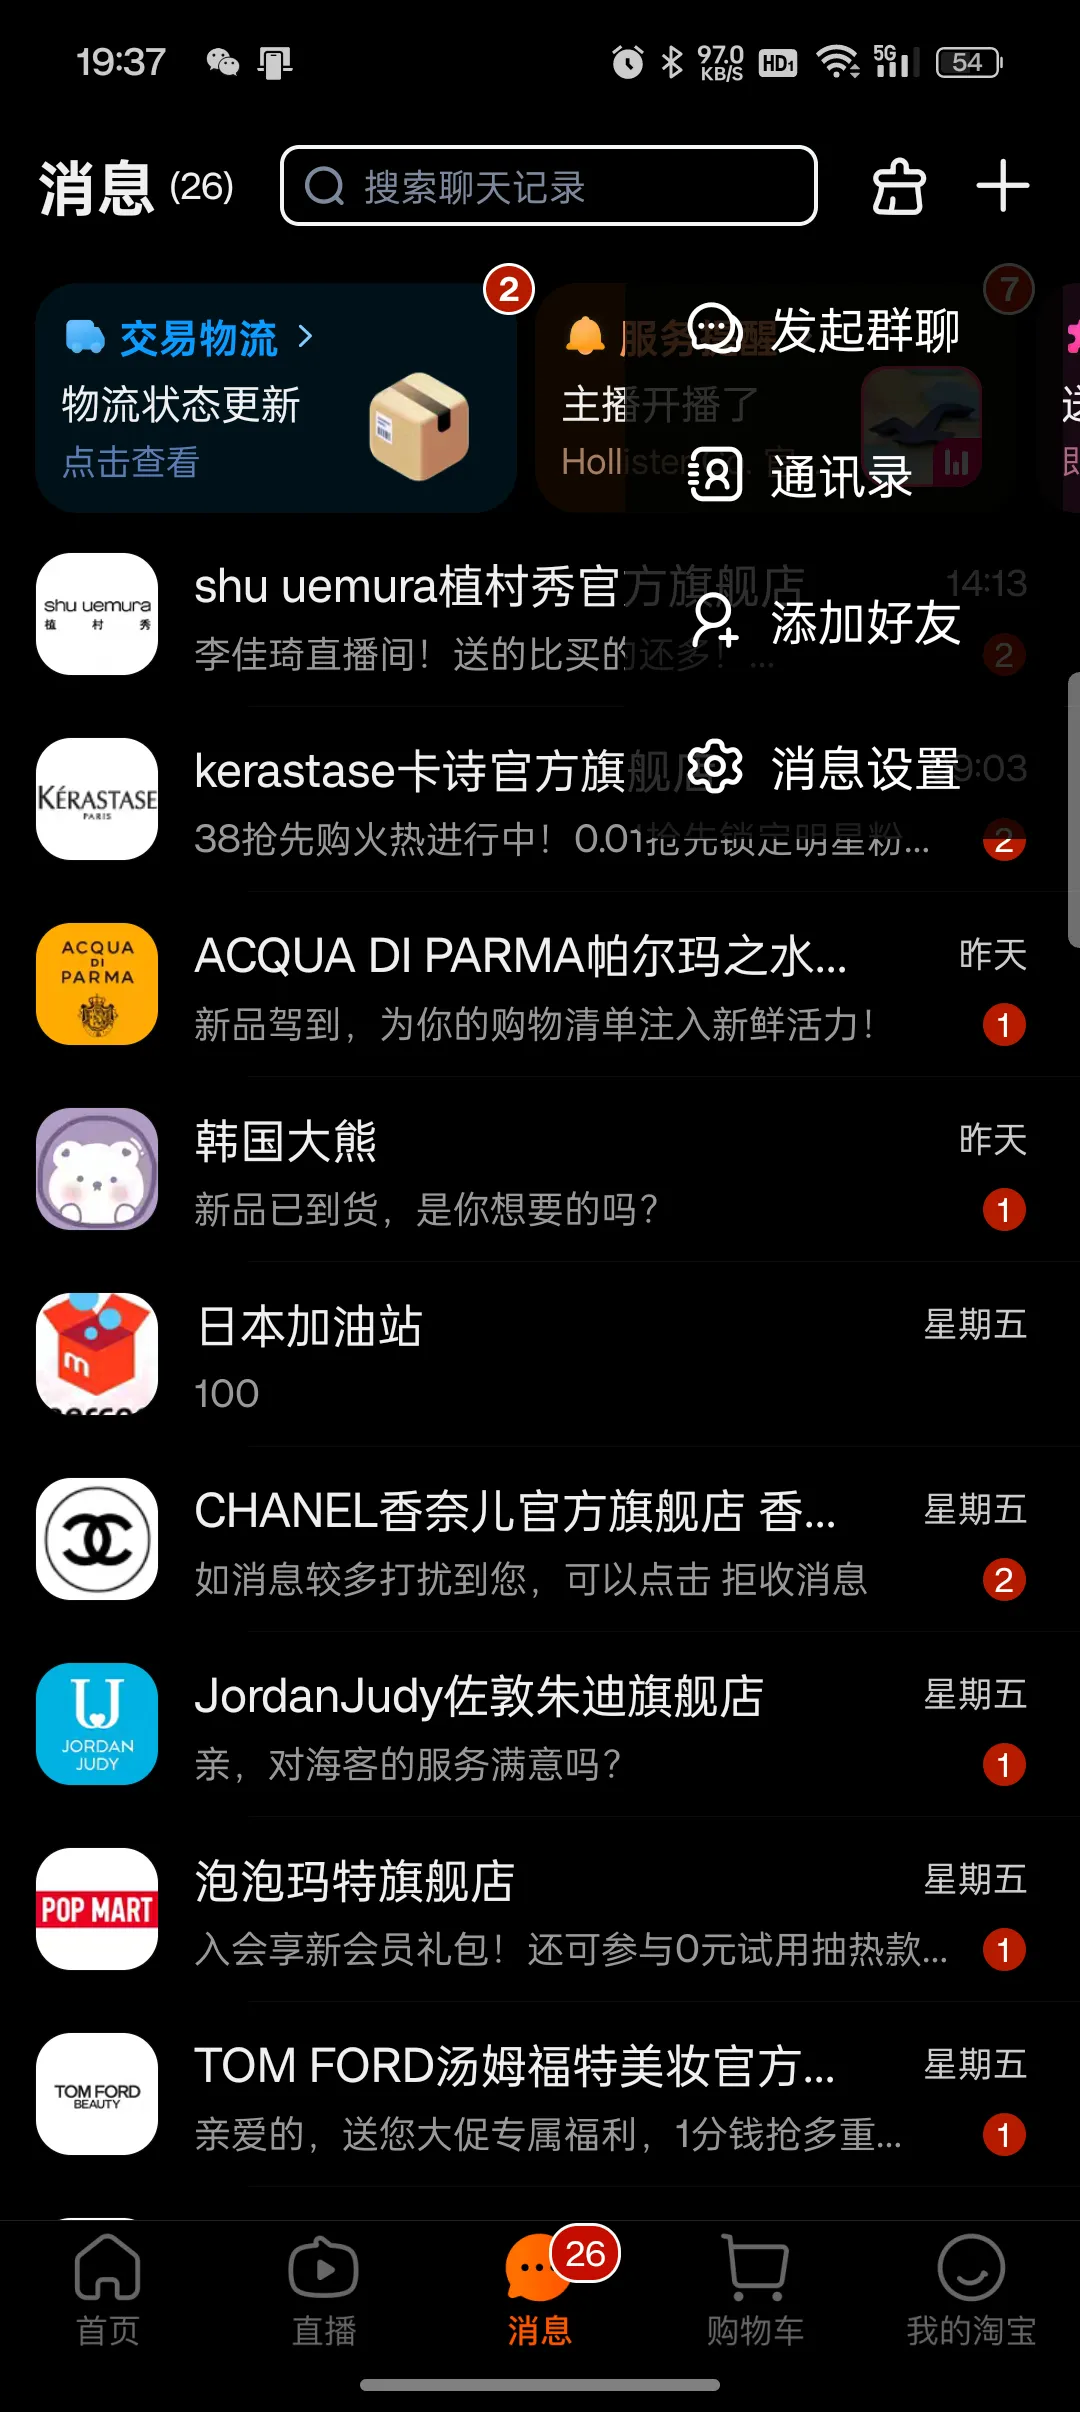 19:37
97.0
KB/S
HD1
5G
54
消息 (26)
搜索聊天记录
2
7
交易物流
服务提醒
发起群聊
物流状态更新
主播开播了
点击查看
Hollister
通讯录
shu uemura
植 村 秀
shu uemura植村秀官方旗舰店
14:13
添加好友
李佳琦直播间！送的比买的还多！...
2
KÉRASTASE
PARIS
kerastase卡诗官方旗舰店
9:03
消息设置
38抢先购火热进行中！0.01抢先锁定明星粉...
2
ACQUA
DI
PARMA
ACQUA DI PARMA帕尔玛之水...
昨天
新品驾到，为你的购物清单注入新鲜活力！
1
韩国大熊
昨天
新品已到货，是你想要的吗？
1
m
日本加油站
星期五
100
CHANEL香奈儿官方旗舰店 香...
星期五
如消息较多打扰到您，可以点击 拒收消息
2
JORDAN
JUDY
JordanJudy佐敦朱迪旗舰店
星期五
亲，对海客的服务满意吗？
1
POP MART
泡泡玛特旗舰店
星期五
入会享新会员礼包！还可参与0元试用抽热款...
1
TOM FORD
BEAUTY
TOM FORD汤姆福特美妆官方...
星期五
亲爱的，送您大促专属福利，1分钱抢多重...
1
26
首页
直播
消息
购物车
我的淘宝